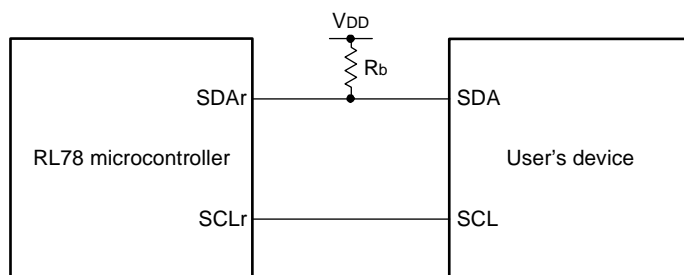 VDD
Rb
SDAr
SDA
RL78 microcontroller
User's device
SCLr
SCL